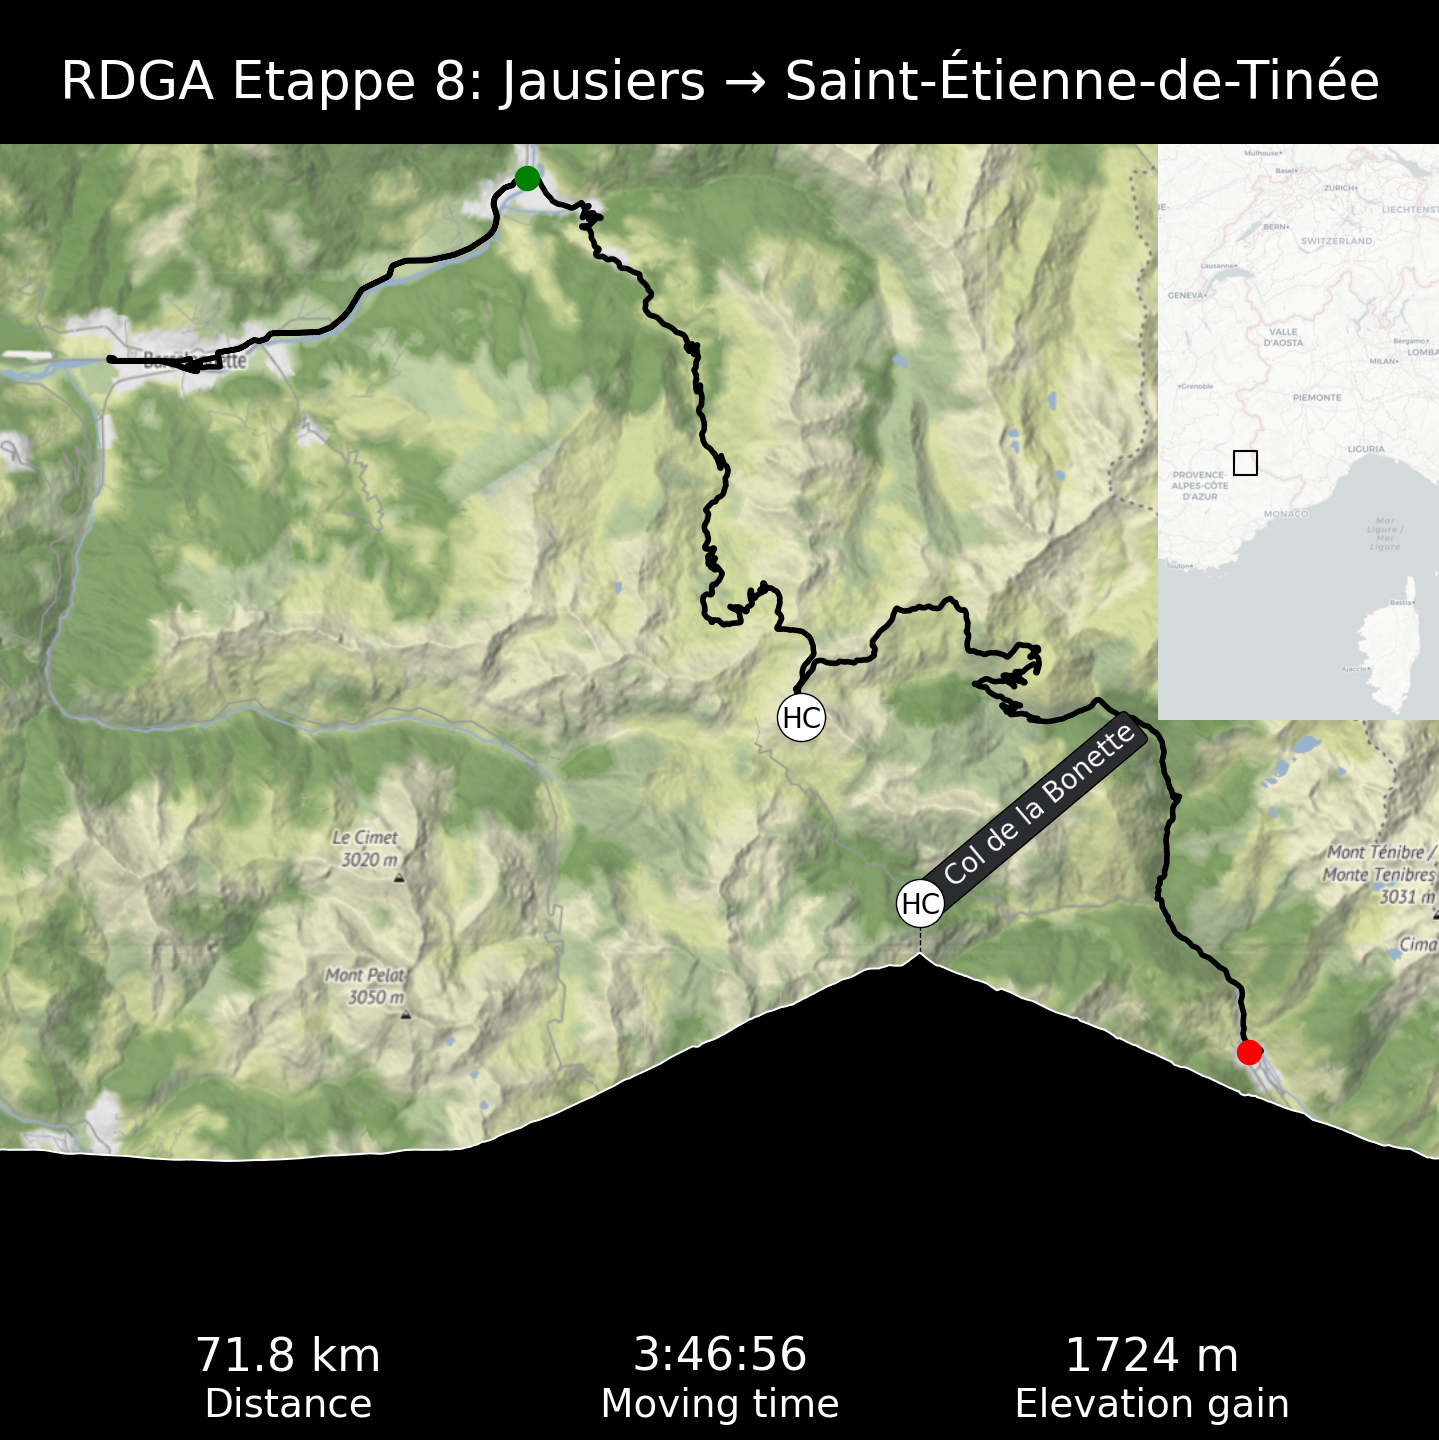 RDGA Etappe 8: Jausiers → Saint-Étienne-de-Tinée
Mulhouse
Basel
ZURICH
LIECHTENST
BERN
SWITZERLAND
Lausanne
GENEVA
VALLE
D'AOSTA
Bergamo
LOMBA
MILAN
Grenoble
PIEMONTE
LIGURIA
PROVENCE-
ALPES-CÔTE
D'AZUR
MONACO
Mar
Ligure /
Mer
Ligure
Toulon
Bastia
Ajaccio
HC
Col de la Bonette
HC
Le Cimet
3020 m
Mont Ténibre /
Monte Tenibres
3031 m
Cima
Mont Pelat
3050 m
71.8 km
Distance
3:46:56
Moving time
1724 m
Elevation gain